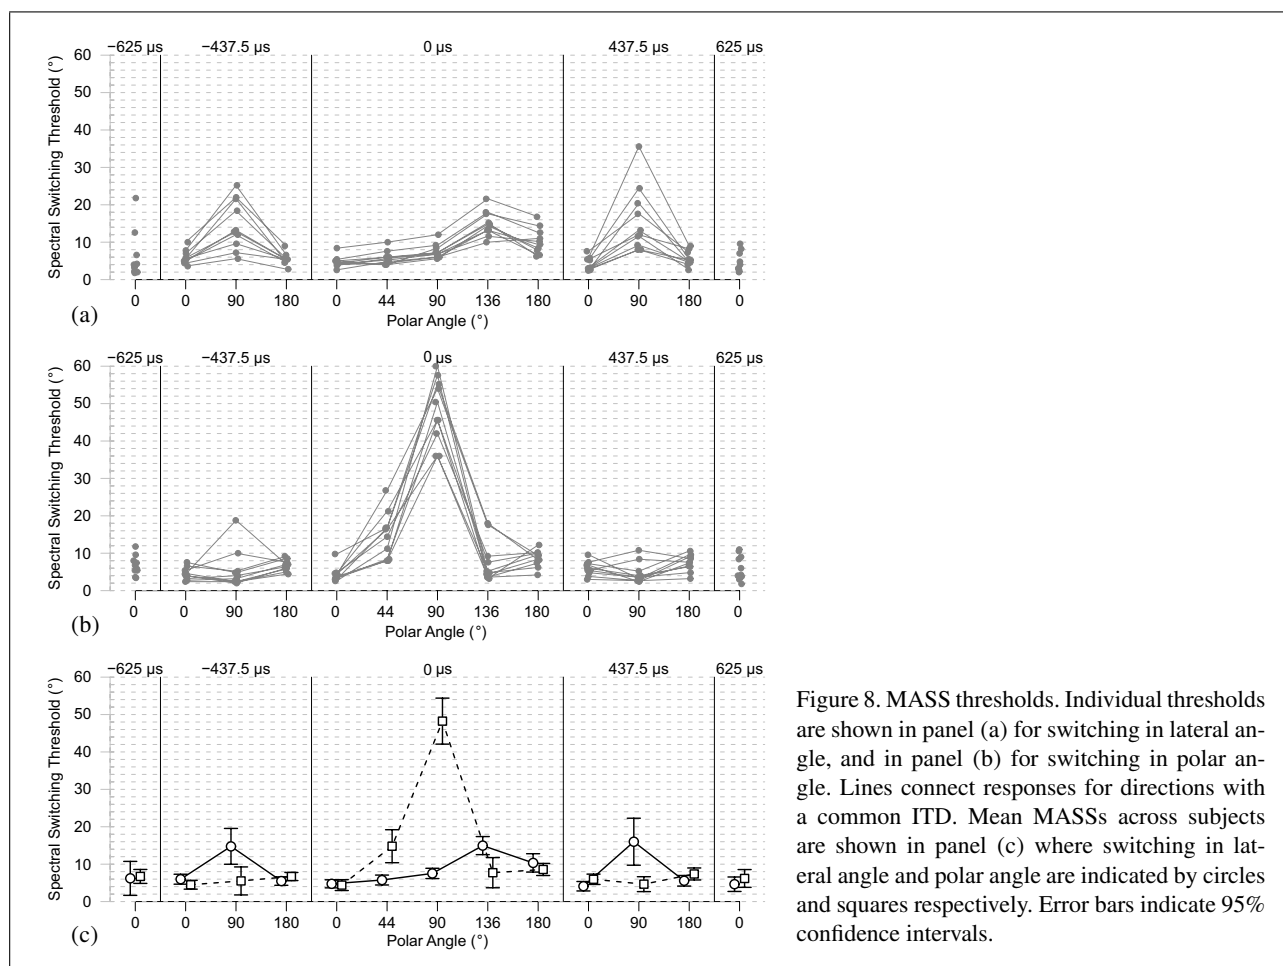 −625 µs −437.5 µs 0 µs 437.5 µs 625 µs
60
50
40
30
20
10
0
Spectral Switching Threshold (°)
0 0 90 180 0 44 90 136 180 0 90 180 0
Polar Angle (°)
(a)
−625 µs −437.5 µs 0 µs 437.5 µs 625 µs
60
50
40
30
20
10
0
Spectral Switching Threshold (°)
0 0 90 180 0 44 90 136 180 0 90 180 0
Polar Angle (°)
(b)
−625 µs −437.5 µs 0 µs 437.5 µs 625 µs
60
50
40
30
20
10
0
Spectral Switching Threshold (°)
0 0 90 180 0 44 90 136 180 0 90 180 0
Polar Angle (°)
(c)
Figure 8. MASS thresholds. Individual thresholds
are shown in panel (a) for switching in lateral an-
gle, and in panel (b) for switching in polar an-
gle. Lines connect responses for directions with
a common ITD. Mean MASSs across subjects
are shown in panel (c) where switching in lat-
eral angle and polar angle are indicated by circles
and squares respectively. Error bars indicate 95%
confidence intervals.